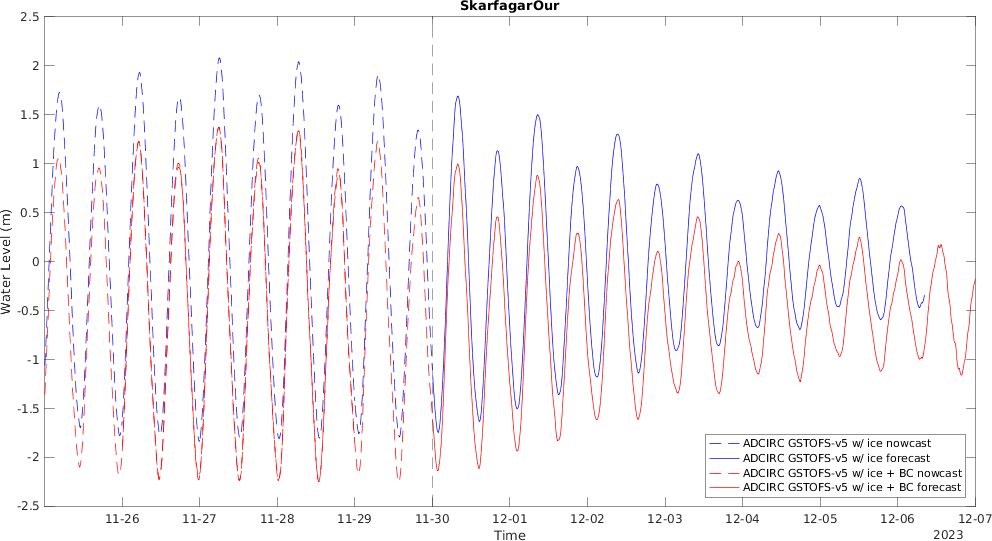 SkarfagarOur
2.5
2
1.5
1
0.5
0
-0.5
-1
-1.5
-2
-2.5
Water Level (m)
ADCIRC GSTOFS-v5 w/ ice nowcast
ADCIRC GSTOFS-v5 w/ ice forecast
ADCIRC GSTOFS-v5 w/ ice + BC nowcast
ADCIRC GSTOFS-v5 w/ ice + BC forecast
11-26 11-27 11-28 11-29 11-30 12-01 12-02 12-03 12-04 12-05 12-06 12-07
Time
2023